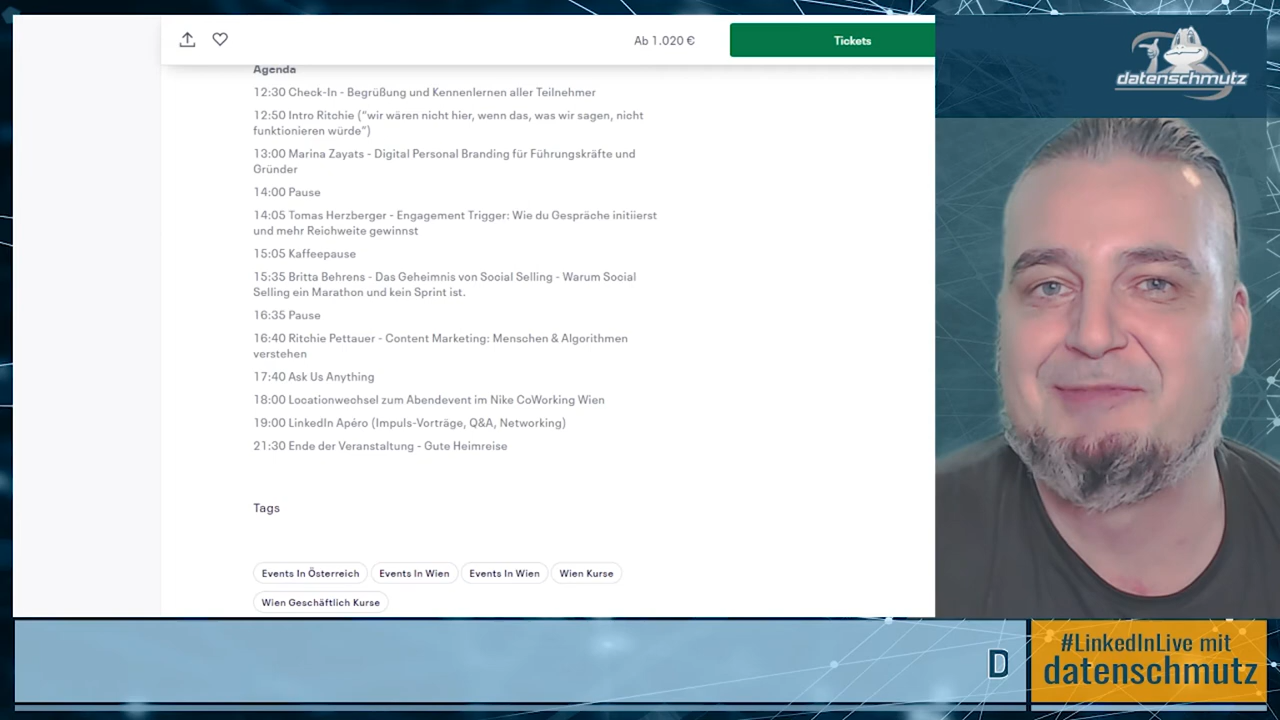 Ab 1.020 €
Tickets
datenschmutz
Agenda
12:30 Check-In - Begrüßung und Kennenlernen aller Teilnehmer
12:50 Intro Ritchie (“wir wären nicht hier, wenn das, was wir sagen, nicht
funktionieren würde”)
13:00 Marina Zayats - Digital Personal Branding für Führungskräfte und
Gründer
14:00 Pause
14:05 Tomas Herzberger - Engagement Trigger: Wie du Gespräche initiierst
und mehr Reichweite gewinnst
15:05 Kaffeepause
15:35 Britta Behrens - Das Geheimnis von Social Selling - Warum Social
Selling ein Marathon und kein Sprint ist.
16:35 Pause
16:40 Ritchie Pettauer - Content Marketing: Menschen & Algorithmen
verstehen
17:40 Ask Us Anything
18:00 Locationwechsel zum Abendevent im Nike CoWorking Wien
19:00 LinkedIn Apéro (Impuls-Vorträge, Q&A, Networking)
21:30 Ende der Veranstaltung - Gute Heimreise
Tags
Events In Österreich
Events In Wien
Events In Wien
Wien Kurse
Wien Geschäftlich Kurse
D
#LinkedInLive mit
datenschmutz